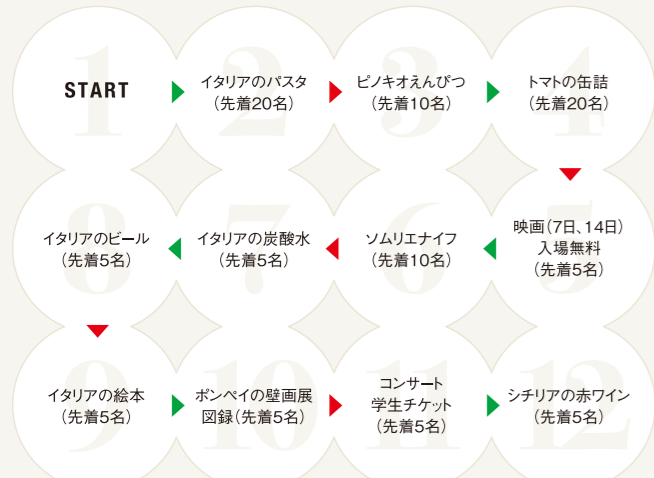 1
START
2
イタリアのパスタ
(先着20名)
3
ピノキオえんぴつ
(先着10名)
4
トマトの缶詰
(先着20名)
5
映画(7日、14日)
入場無料
(先着5名)
6
ソムリエナイフ
(先着10名)
7
イタリアの炭酸水
(先着5名)
8
イタリアのビール
(先着5名)
9
イタリアの絵本
(先着5名)
10
ポンペイの壁画展
図録(先着5名)
11
コンサート
学生チケット
(先着5名)
12
シチリアの赤ワイン
(先着5名)